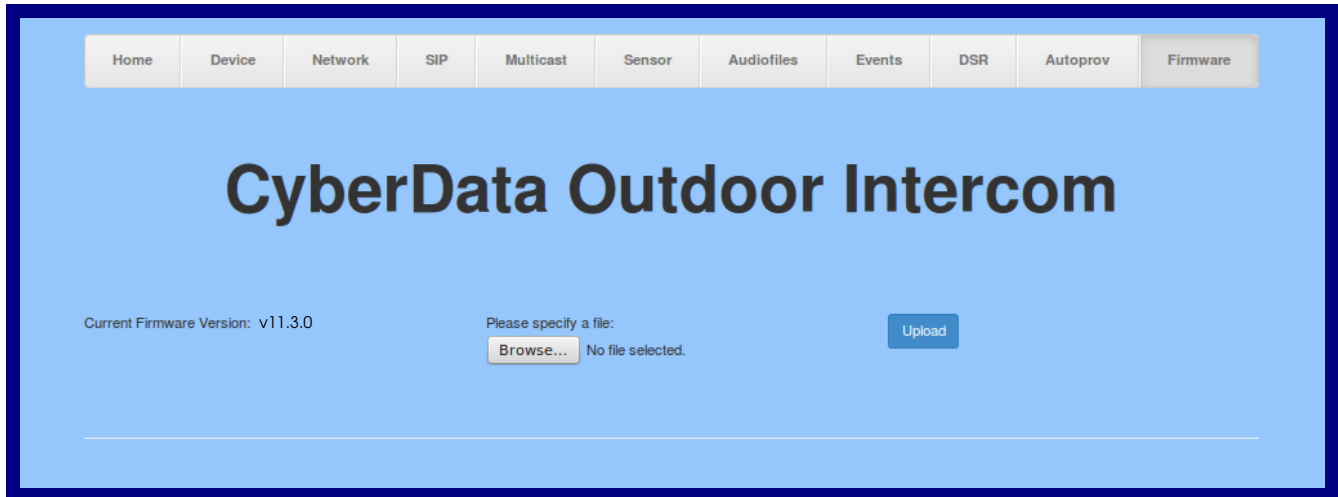 Home Device Network SIP Multicast Sensor Audiofiles Events DSR Autoprov Firmware
CyberData Outdoor Intercom
Current Firmware Version: v11.3.0
Please specify a file:
Browse... No file selected.
Upload